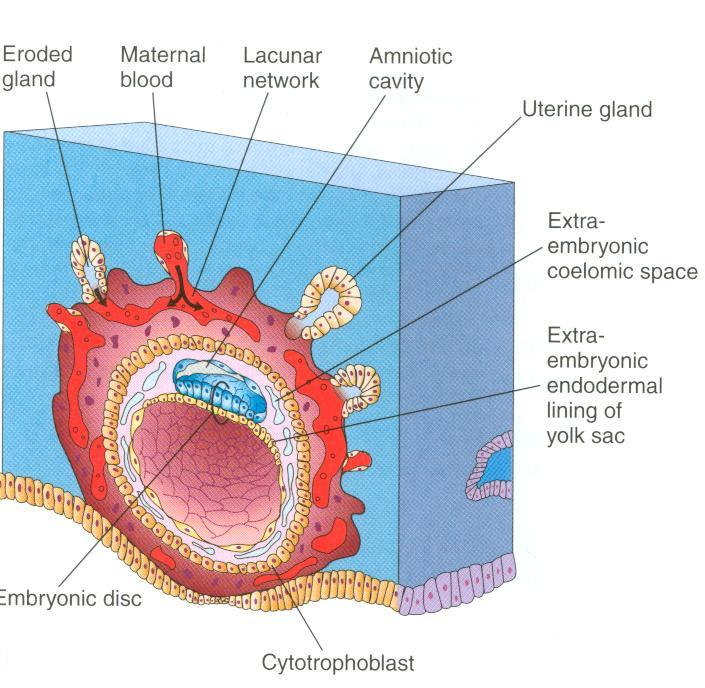 Eroded
gland
Maternal
blood
Lacunar
network
Amniotic
cavity
Uterine gland
Extra-
embryonic
coelomic space
Extra-
embryonic
endodermal
lining of
yolk sac
Embryonic disc
Cytotrophoblast